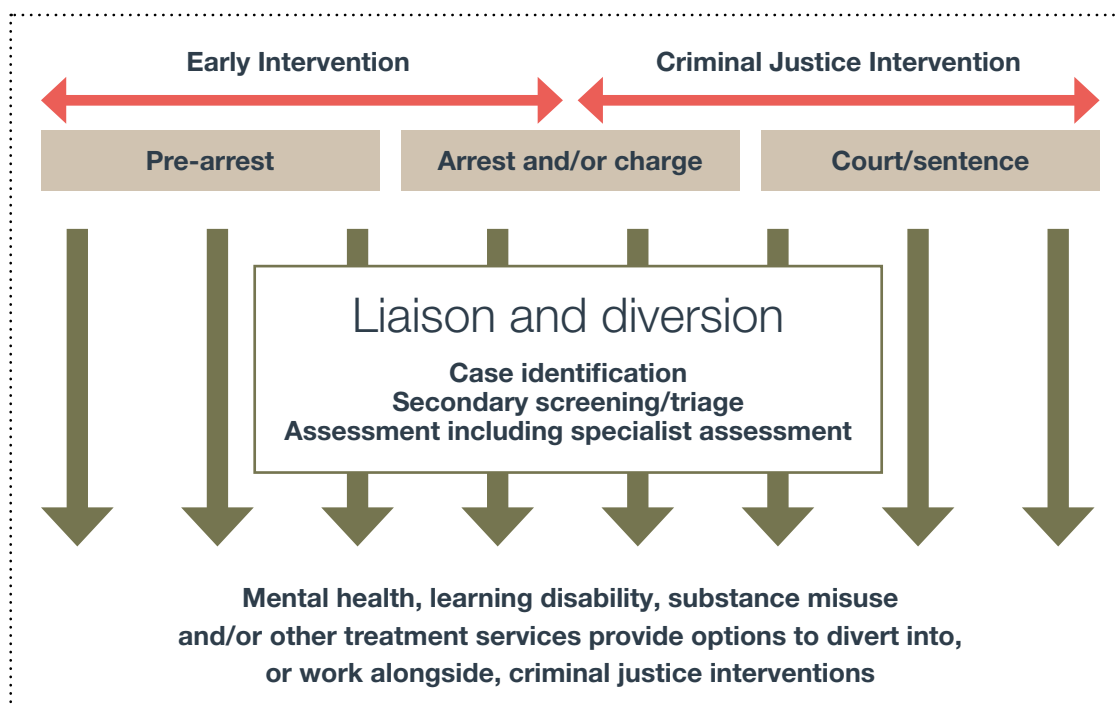 Early Intervention
Criminal Justice Intervention
Pre-arrest
Arrest and/or charge
Court/sentence
Liaison and diversion
Case identification
Secondary screening/triage
Assessment including specialist assessment
Mental health, learning disability, substance misuse
and/or other treatment services provide options to divert into,
or work alongside, criminal justice interventions